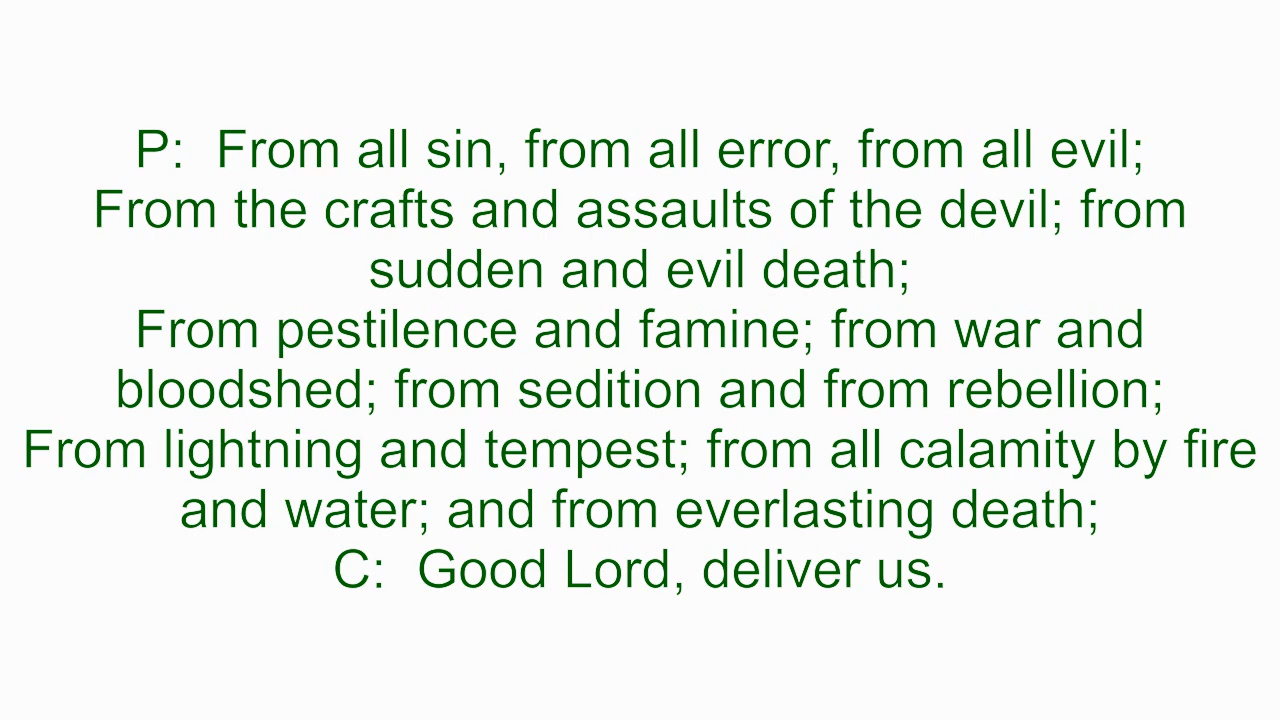 P:  From all sin, from all error, from all evil;
From the crafts and assaults of the devil; from
sudden and evil death;
From pestilence and famine; from war and
bloodshed; from sedition and from rebellion;
From lightning and tempest; from all calamity by fire
and water; and from everlasting death;
C:  Good Lord, deliver us.